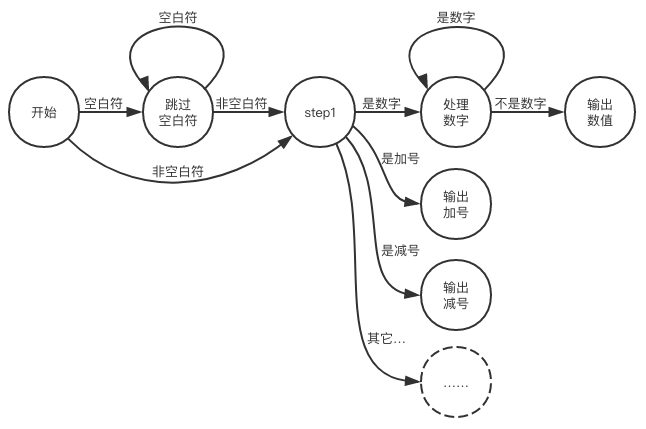 空白符
是数字
开始
空白符
跳过
空白符
非空白符
step1
是数字
处理
数字
不是数字
输出
数值
非空白符
是加号
输出
加号
是减号
输出
减号
其它...
......